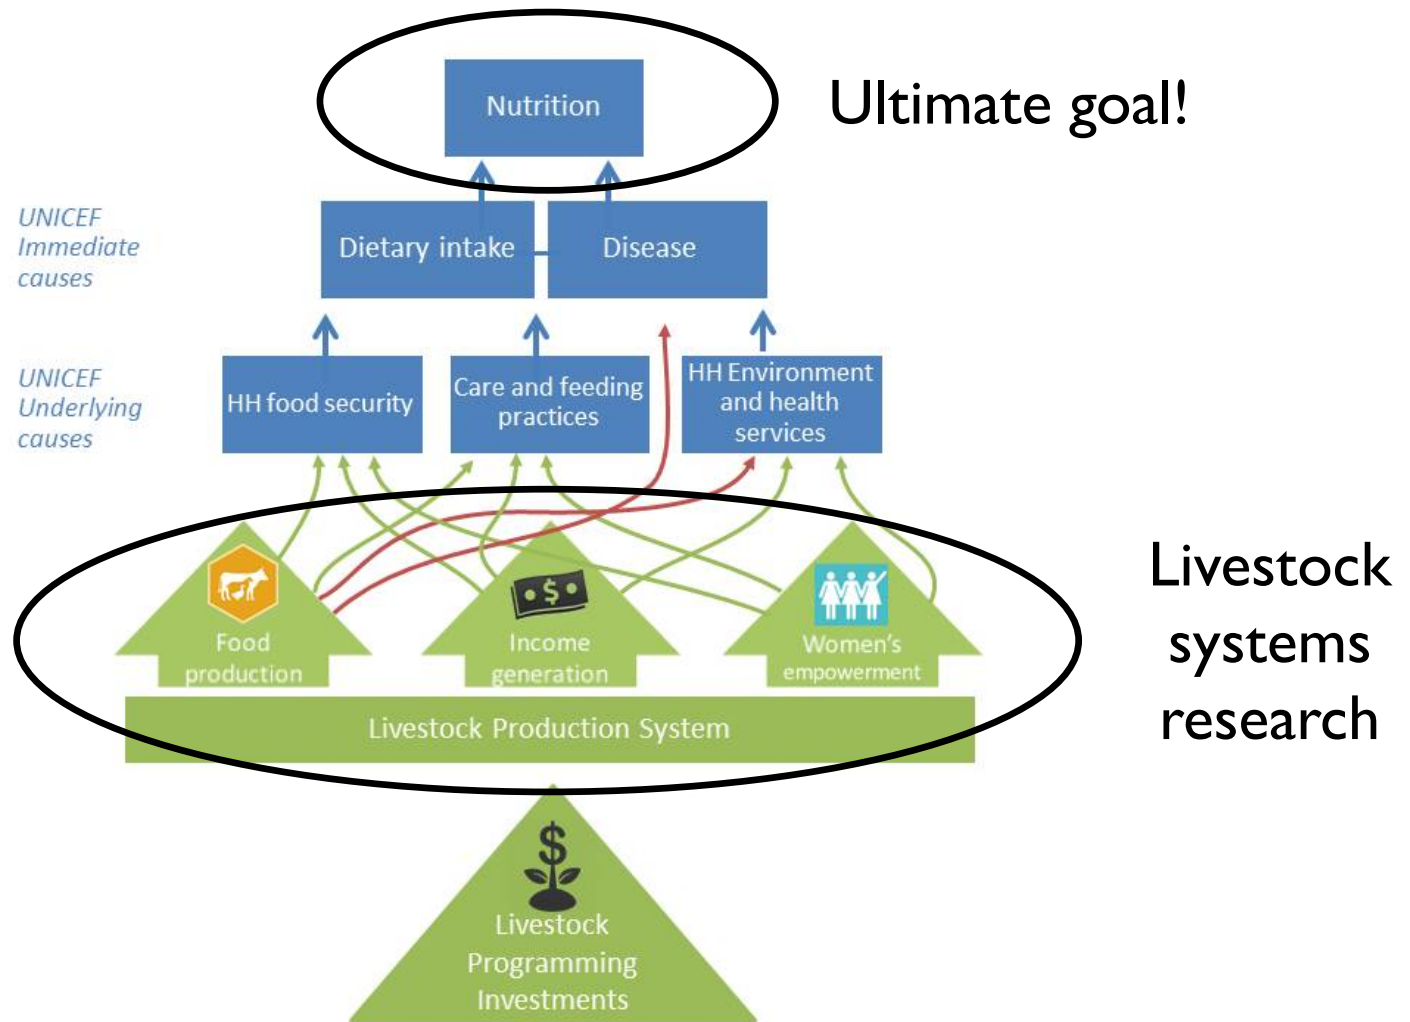 Nutrition
Ultimate goal!
UNICEF
Immediate
causes
Dietary intake
Disease
UNICEF
Underlying
causes
HH food security
Care and feeding
practices
HH Environment
and health
services
Food
production
$
Income
generation
Women's
empowerment
Livestock Production System
Livestock
systems
research
$
Livestock
Programming
Investments